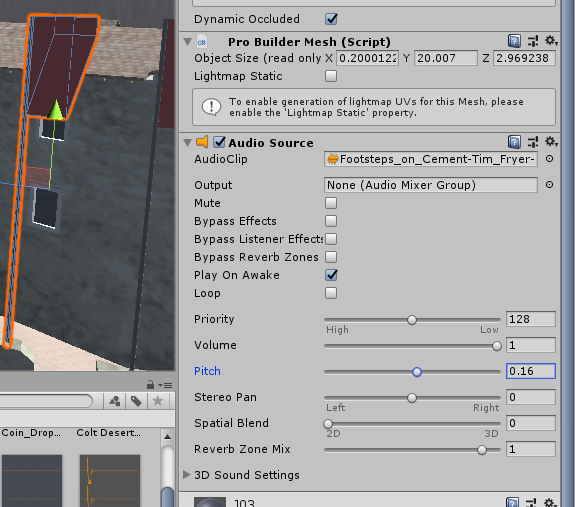 Dynamic Occluded
Pro Builder Mesh (Script)
Object Size (read only X 0.2000122 Y 20.007 Z 2.969238
Lightmap Static
To enable generation of lightmap UVs for this Mesh, please
enable the 'Lightmap Static' property.
Audio Source
AudioClip Footsteps_on_Cement-Tim_Fryer-
Output None (Audio Mixer Group)
Mute
Bypass Effects
Bypass Listener Effects
Bypass Reverb Zones
Play On Awake
Loop
Priority 128
High Low
Volume 1
Pitch 0.16
Stereo Pan 0
Left Right
Spatial Blend 0
2D 3D
Reverb Zone Mix 1
3D Sound Settings
Coin_Drop... Colt Desert...